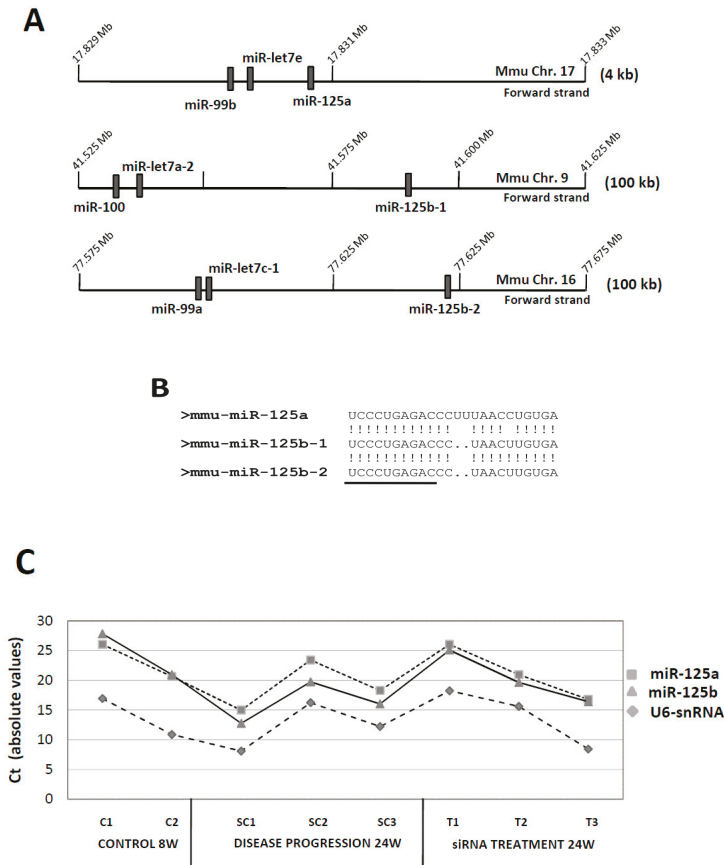 A
17.829 Mb
17.831 Mb
17.833 Mb
miR-let7e
miR-99b
miR-125a
Mmu Chr. 17
Forward strand
(4 kb)
41.525 Mb
41.575 Mb
41.600 Mb
41.625 Mb
miR-let7a-2
miR-100
miR-125b-1
Mmu Chr. 9
Forward strand
(100 kb)
77.575 Mb
77.625 Mb
77.625 Mb
77.675 Mb
miR-let7c-1
miR-99a
miR-125b-2
Mmu Chr. 16
Forward strand
(100 kb)
B
>mmu-miR-125a UCCCUGAGACCCUUUAACCUGUGA
!!!!!!!!!!!! !!!! !!!!!
>mmu-miR-125b-1 UCCCUGAGACCC..UAACUUGUGA
!!!!!!!!!!!! !!!!!!!!!!
>mmu-miR-125b-2 UCCCUGAGACCC..UAACUUGUGA
C
Ct (absolute values)
30
25
20
15
10
5
0
miR-125a
miR-125b
U6-snRNA
C1 C2 SC1 SC2 SC3 T1 T2 T3
CONTROL 8W DISEASE PROGRESSION 24W siRNA TREATMENT 24W